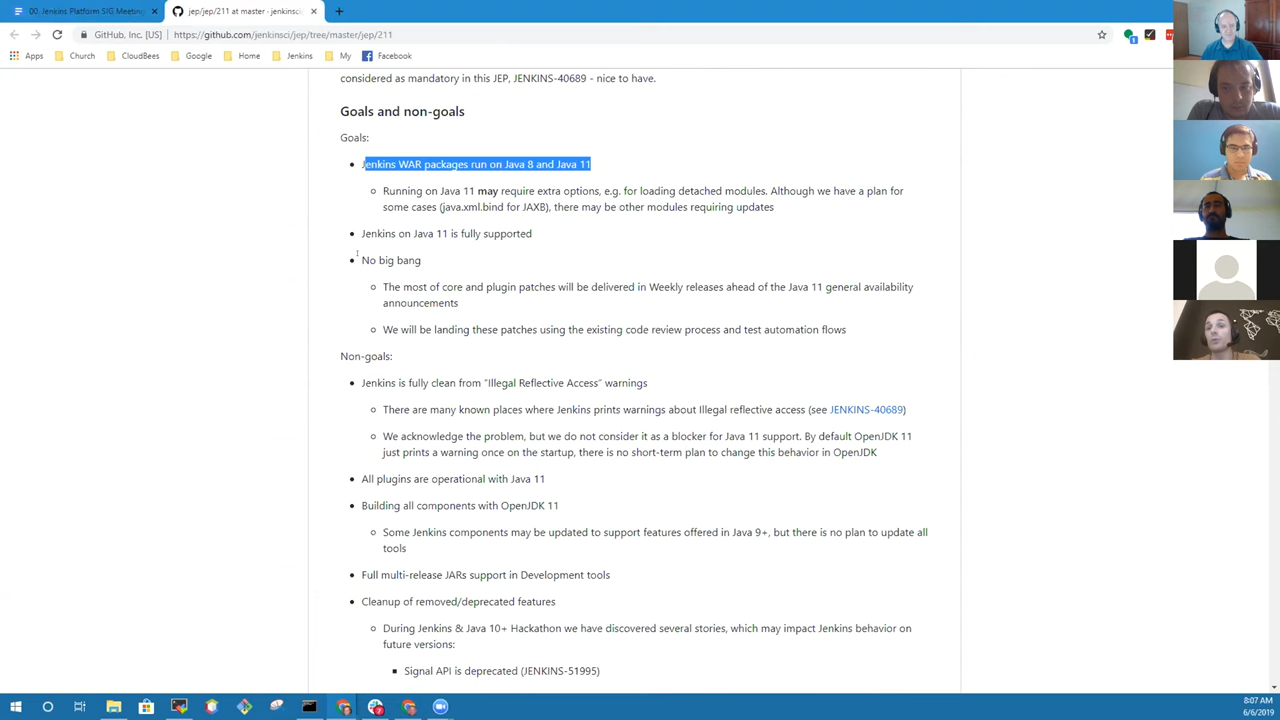 00. Jenkins Platform SIG Meeting
jep/jep/211 at master · jenkinsci
GitHub, Inc. [US]
https://github.com/jenkinsci/jep/tree/master/jep/211
Apps
Church
CloudBees
Google
Home
Jenkins
My
Facebook
considered as mandatory in this JEP, JENKINS-40689 - nice to have.
Goals and non-goals
Goals:
Jenkins WAR packages run on Java 8 and Java 11
Running on Java 11 may require extra options, e.g. for loading detached modules. Although we have a plan for
some cases (java.xml.bind for JAXB), there may be other modules requiring updates
Jenkins on Java 11 is fully supported
No big bang
The most of core and plugin patches will be delivered in Weekly releases ahead of the Java 11 general availability
announcements
We will be landing these patches using the existing code review process and test automation flows
Non-goals:
Jenkins is fully clean from "Illegal Reflective Access" warnings
There are many known places where Jenkins prints warnings about Illegal reflective access (see JENKINS-40689)
We acknowledge the problem, but we do not consider it as a blocker for Java 11 support. By default OpenJDK 11
just prints a warning once on the startup, there is no short-term plan to change this behavior in OpenJDK
All plugins are operational with Java 11
Building all components with OpenJDK 11
Some Jenkins components may be updated to support features offered in Java 9+, but there is no plan to update all
tools
Full multi-release JARs support in Development tools
Cleanup of removed/deprecated features
During Jenkins & Java 10+ Hackathon we have discovered several stories, which may impact Jenkins behavior on
future versions:
Signal API is deprecated (JENKINS-51995)
8:07 AM
6/6/2019